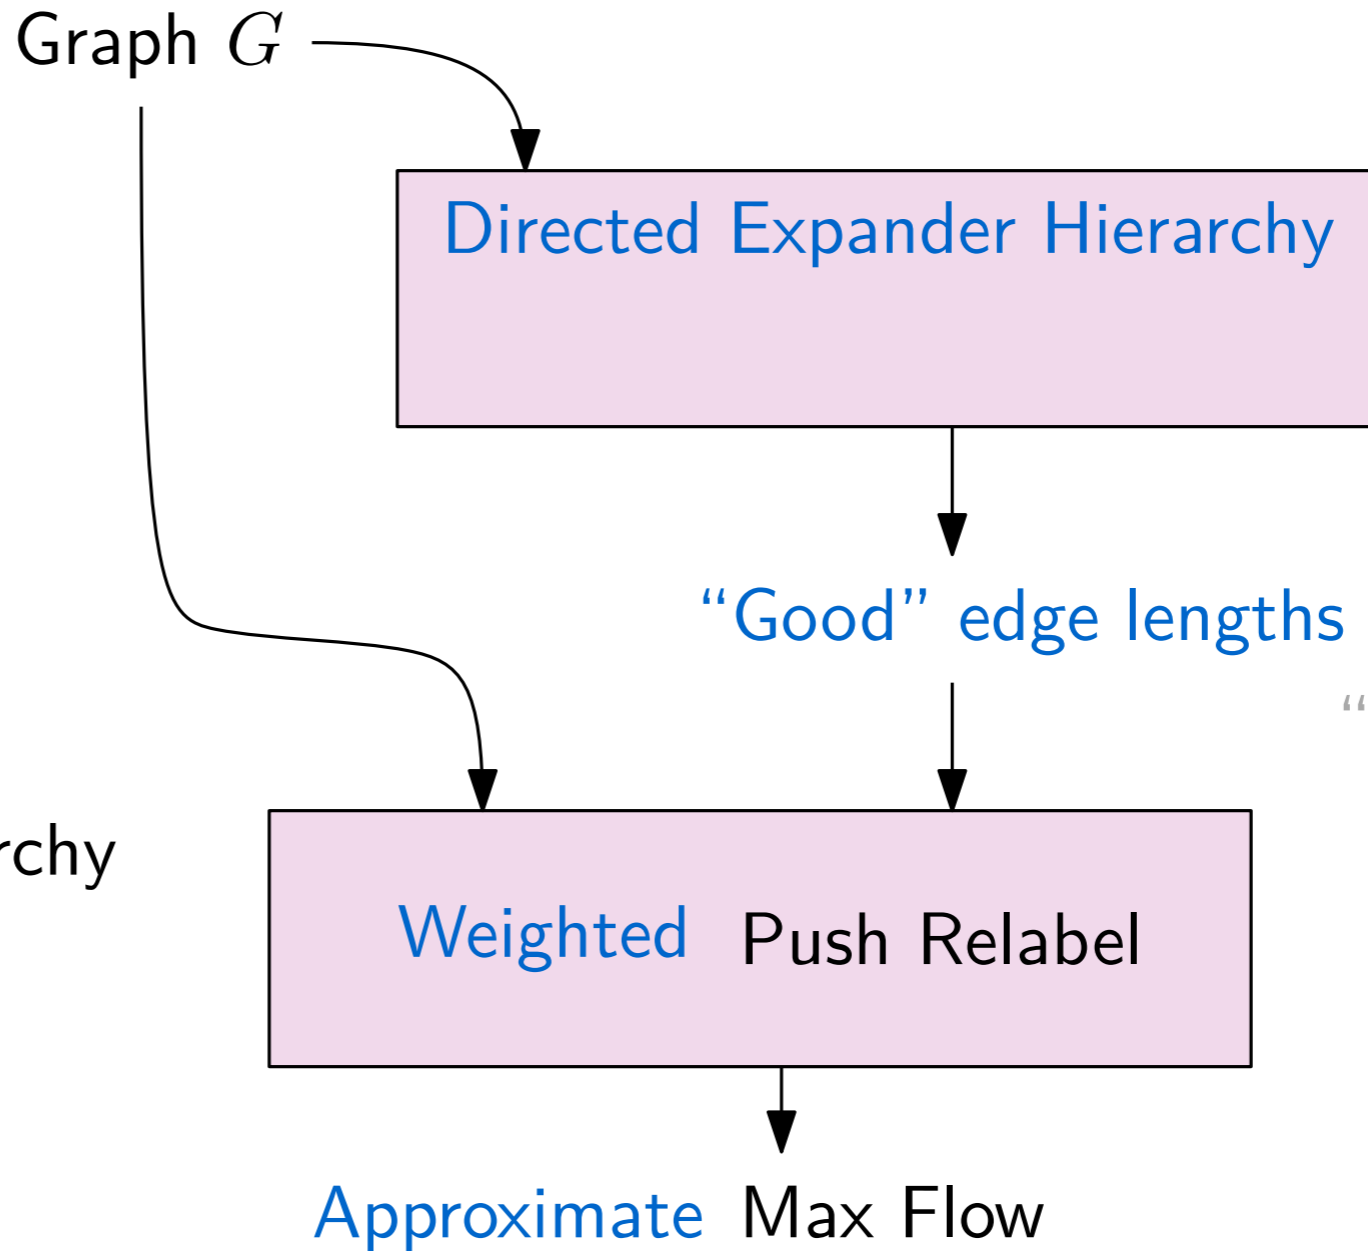 Graph G
Directed Expander Hierarchy
“Good” edge lengths
“
rchy
Weighted Push Relabel
Approximate Max Flow